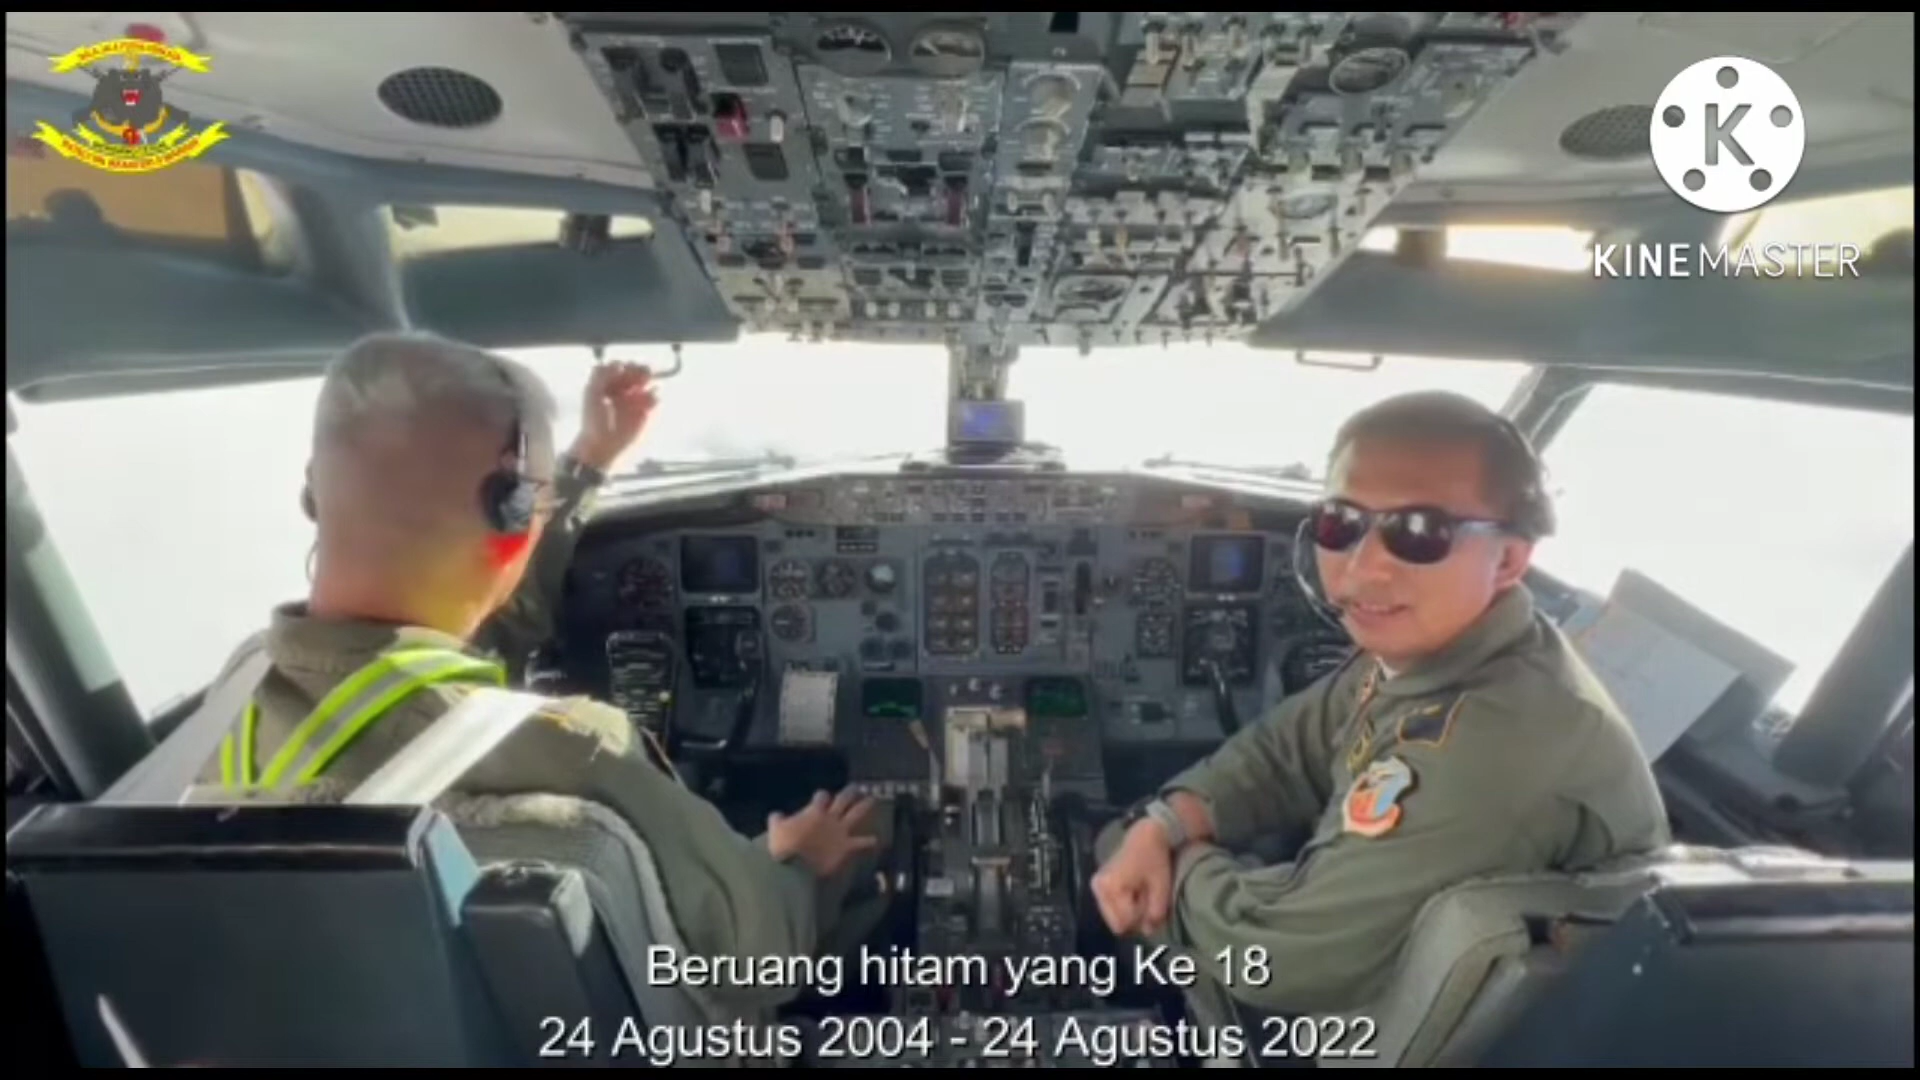 K
KINEMASTER
Beruang hitam yang Ke 18
24 Agustus 2004 - 24 Agustus 2022